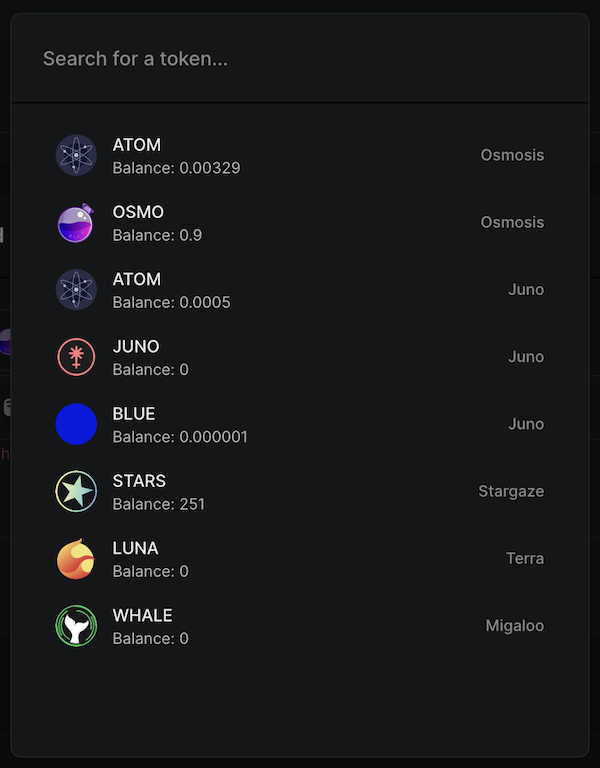 Search for a token...
ATOM
Balance: 0.00329
Osmosis
OSMO
Balance: 0.9
Osmosis
ATOM
Balance: 0.0005
Juno
JUNO
Balance: 0
Juno
BLUE
Balance: 0.000001
Juno
STARS
Balance: 251
Stargaze
LUNA
Balance: 0
Terra
WHALE
Balance: 0
Migaloo